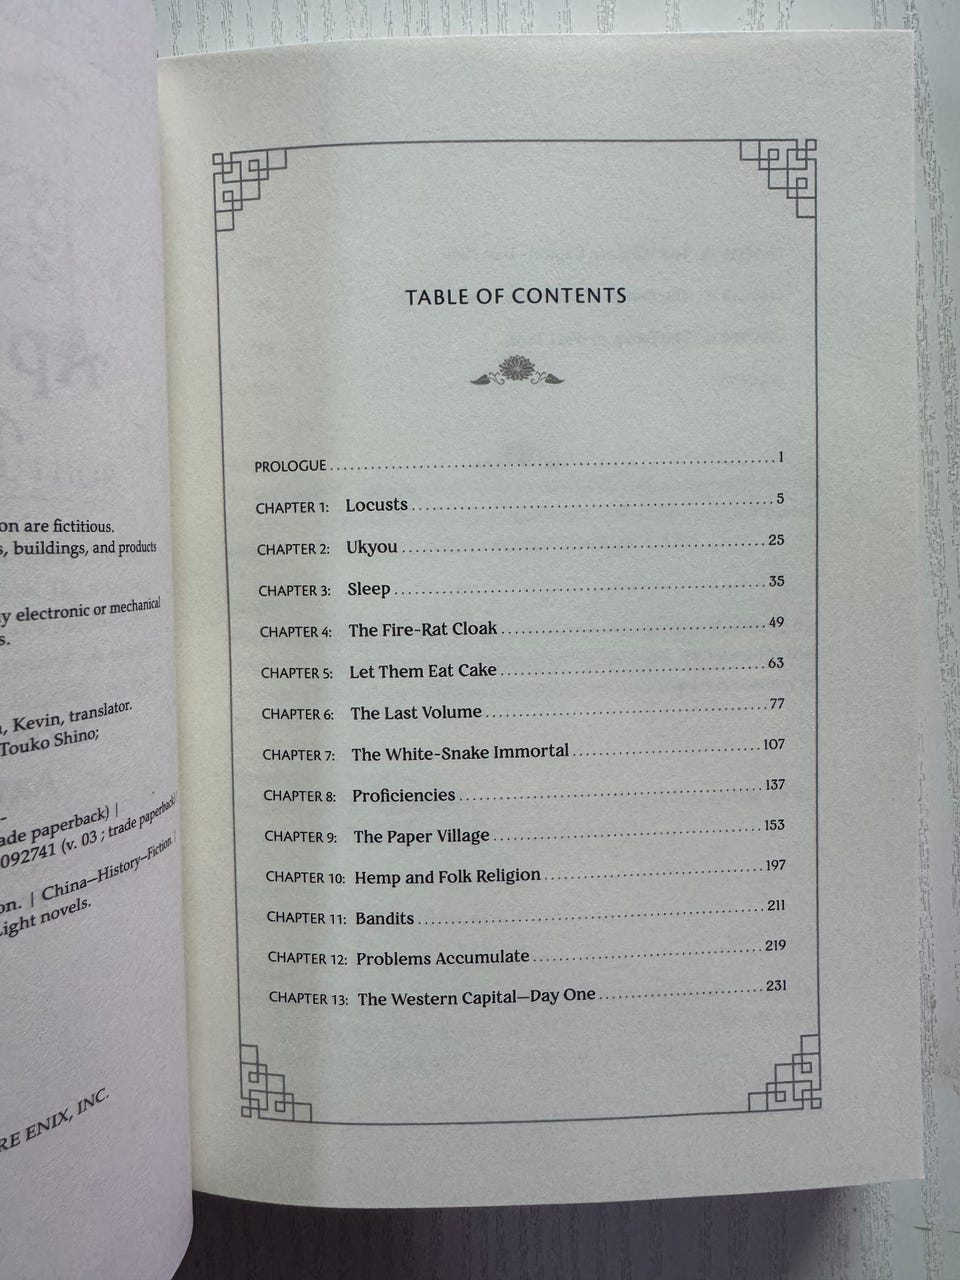 on are fictitious.
s, buildings, and products
y electronic or mechanical
s.
, Kevin, translator.
Touko Shino;
ade paperback) |
092741 (v. 03 ; trade paperback)
on. | China—History—Fiction. |
Light novels.
RE ENIX, INC.
TABLE OF CONTENTS
PROLOGUE 1
CHAPTER 1: Locusts 5
CHAPTER 2: Ukyou 25
CHAPTER 3: Sleep 35
CHAPTER 4: The Fire-Rat Cloak 49
CHAPTER 5: Let Them Eat Cake 63
CHAPTER 6: The Last Volume 77
CHAPTER 7: The White-Snake Immortal 107
CHAPTER 8: Proficiencies 137
CHAPTER 9: The Paper Village 153
CHAPTER 10: Hemp and Folk Religion 197
CHAPTER 11: Bandits 211
CHAPTER 12: Problems Accumulate 219
CHAPTER 13: The Western Capital—Day One 231